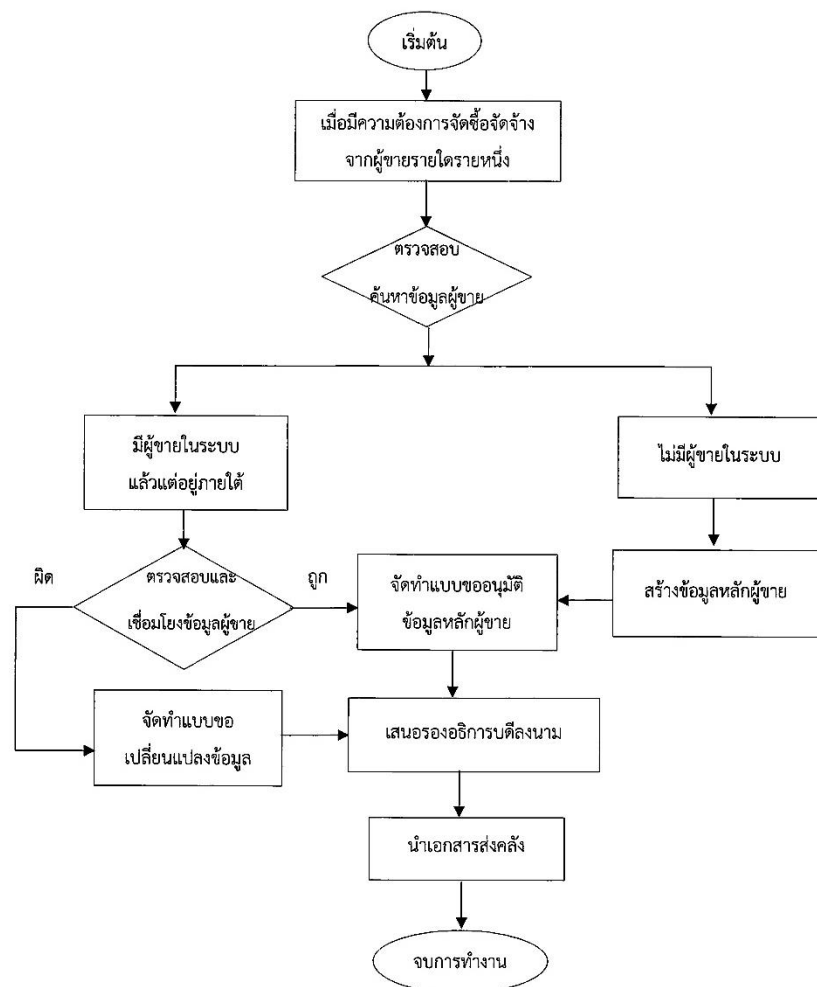 เริ่มต้น
เมื่อมีความต้องการจัดซื้อจัดจ้าง
จากผู้ขายรายใดรายหนึ่ง
ตรวจสอบ
ค้นหาข้อมูลผู้ขาย
มีผู้ขายในระบบ
แล้วแต่อยู่ภายใต้
ไม่มีผู้ขายในระบบ
ผิด
ตรวจสอบและ
เชื่อมโยงข้อมูลผู้ขาย
ถูก
จัดทำแบบขออนุมัติ
ข้อมูลหลักผู้ขาย
สร้างข้อมูลหลักผู้ขาย
จัดทำแบบขอ
เปลี่ยนแปลงข้อมูล
เสนอรองอธิการบดีลงนาม
นำเอกสารส่งคลัง
จบการทำงาน